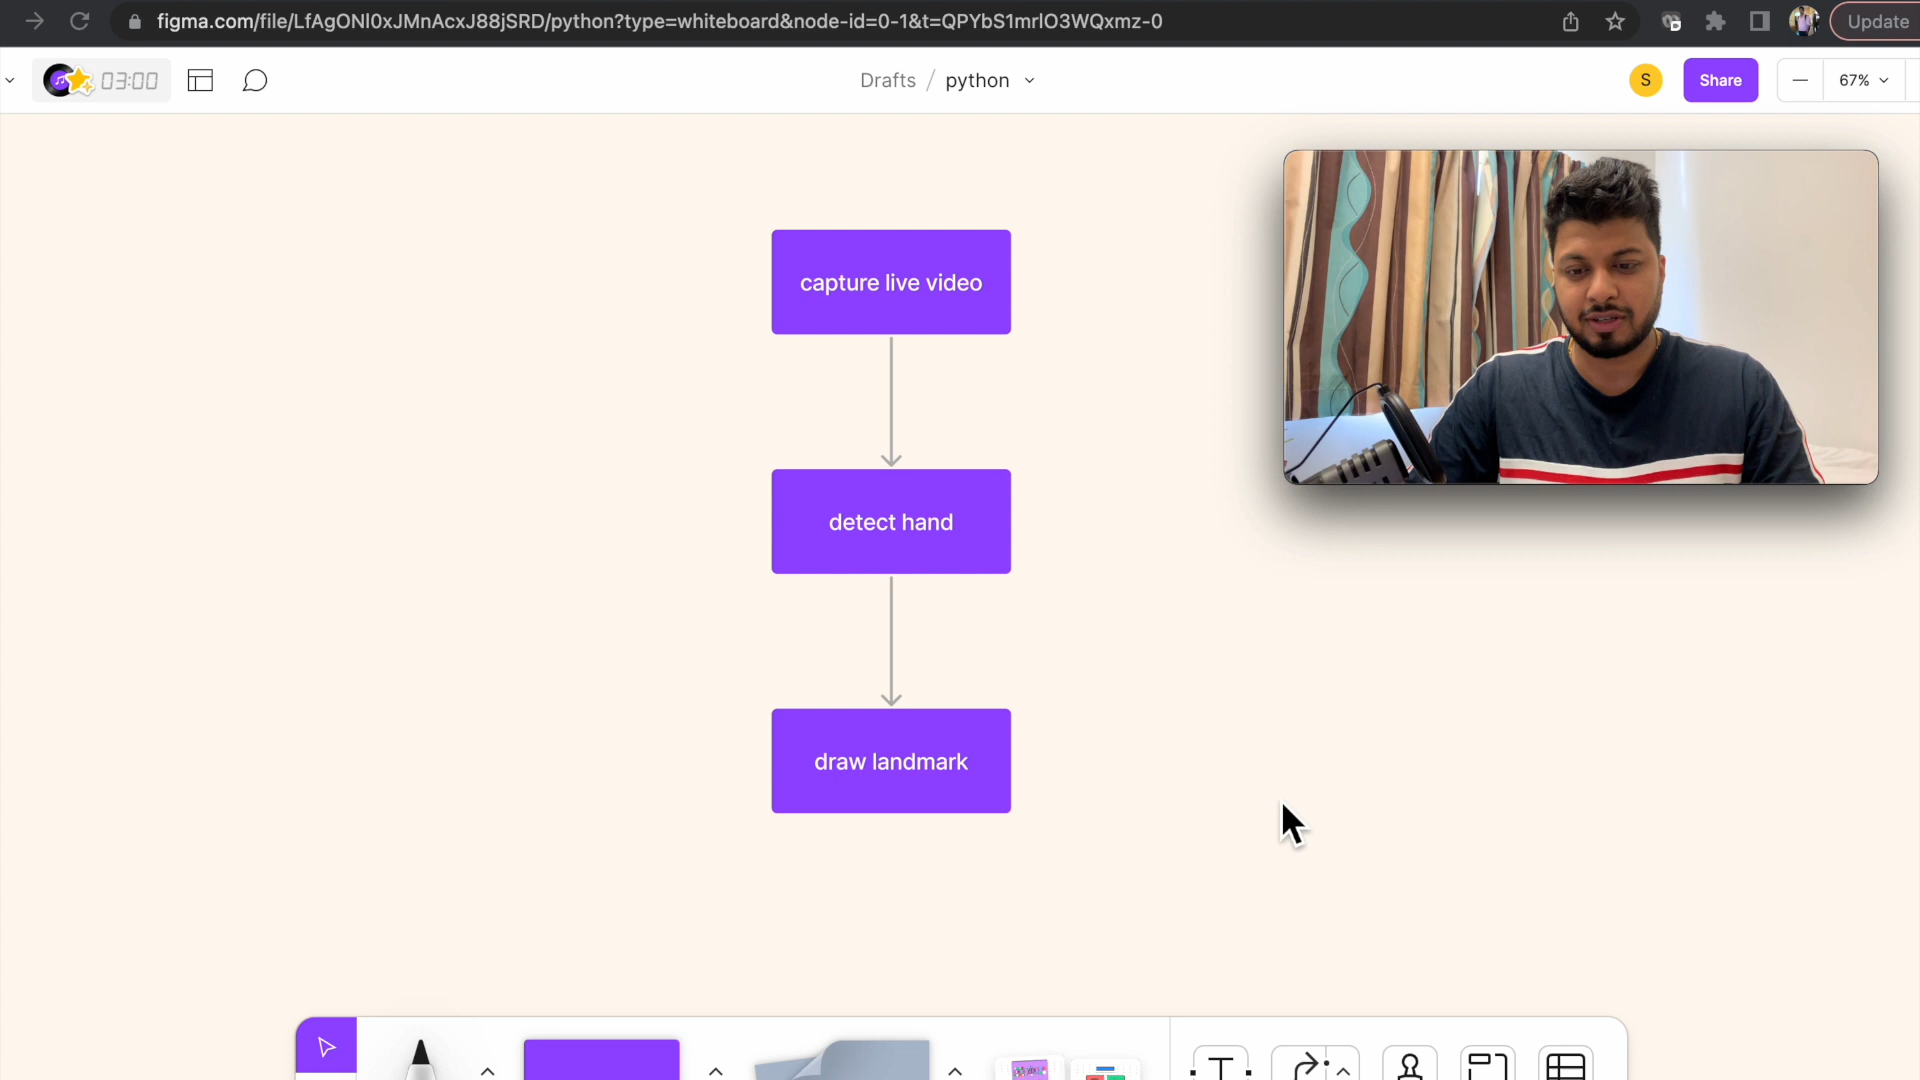 figma.com/file/LfAgONl0xJMnAcxJ88jSRD/python?type=whiteboard&node-id=0-1&t=QPYbS1mrlO3WQxmz-0
Update
03:00
Drafts / python
S
Share
67%
capture live video
detect hand
draw landmark
T